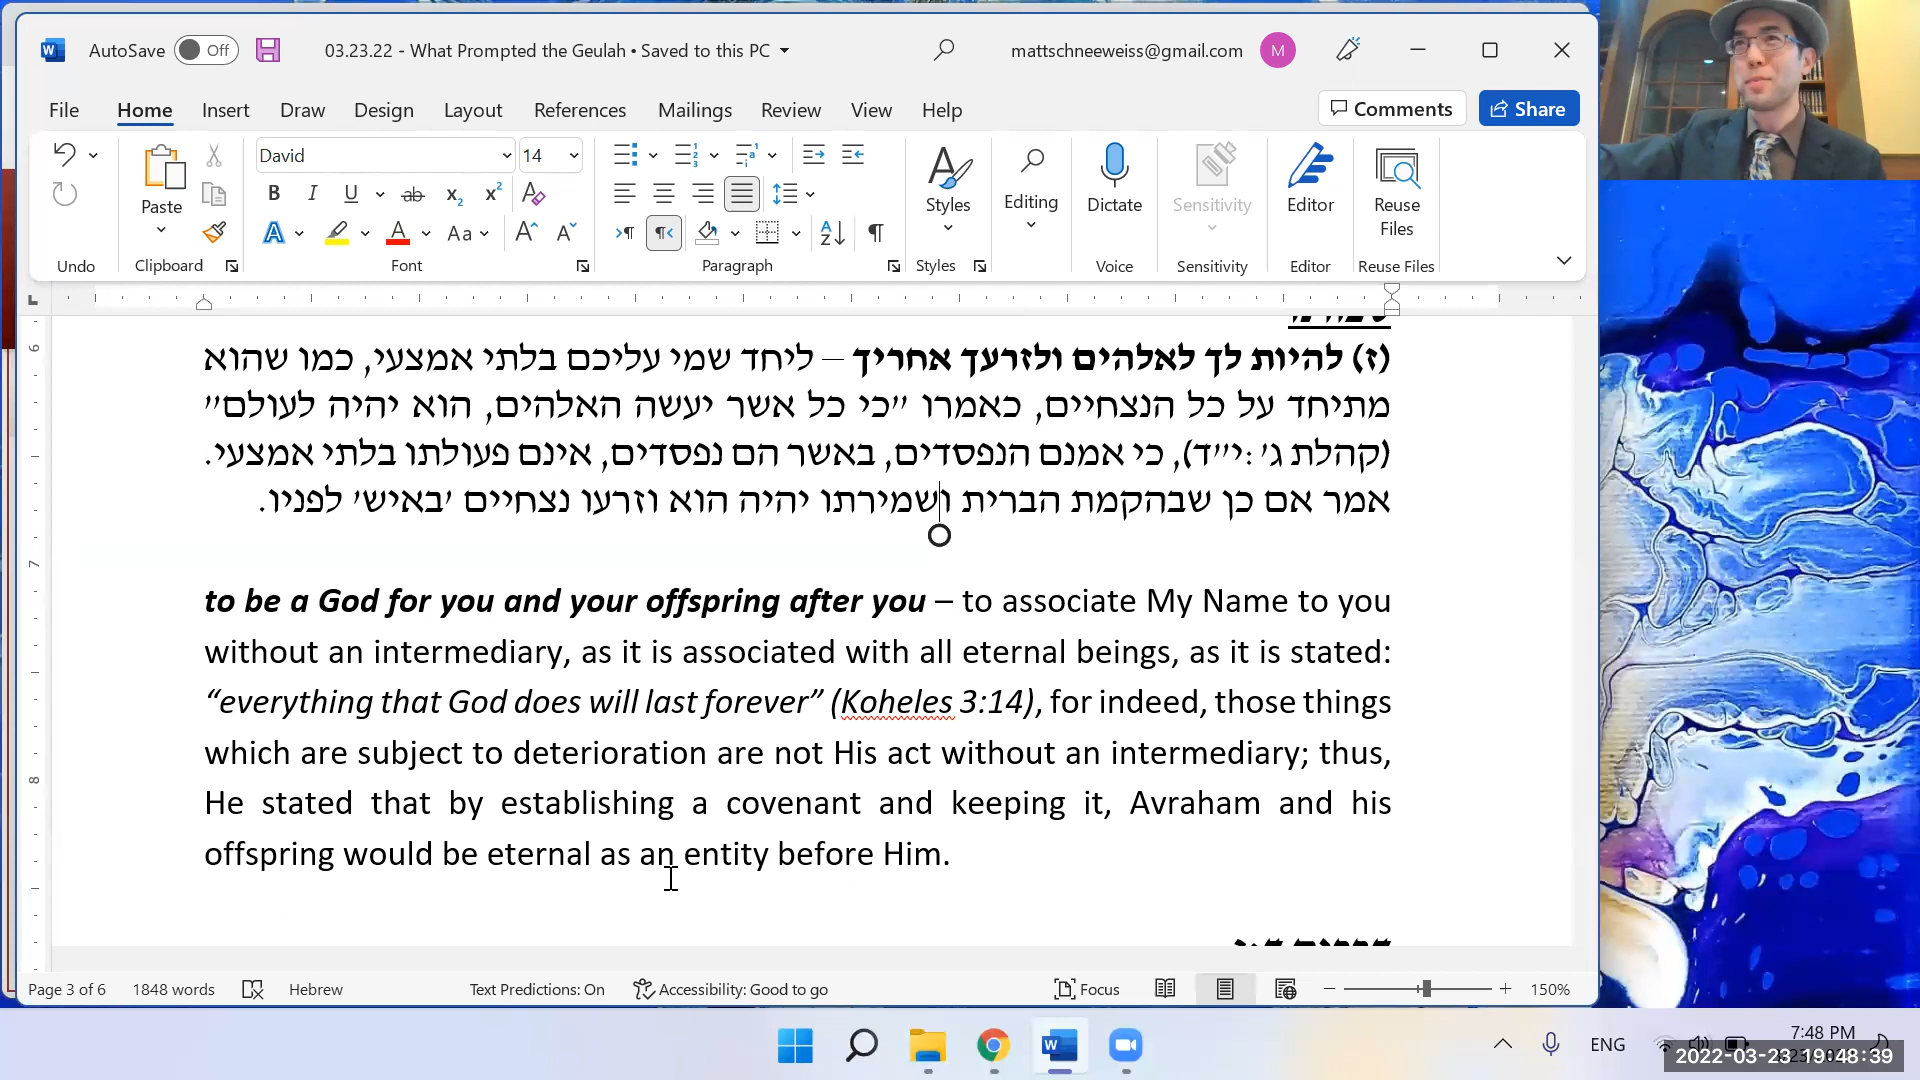 AutoSave Off 03.23.22 - What Prompted the Geulah • Saved to this PC mattschneeweiss@gmail.com M
File Home Insert Draw Design Layout References Mailings Review View Help Comments Share
David 14
Paste
Styles Editing Dictate Sensitivity Editor Reuse Files
Undo Clipboard Font Paragraph Styles Voice Sensitivity Editor Reuse Files
(ז) להיות לך לאלהים ולזרעך אחריך – ליחד שמי עליכם בלתי אמצעי, כמו שהוא
מתיחד על כל הנצחיים, כאמרו ״כי כל אשר יעשה האלהים, הוא יהיה לעולם״
(קהלת ג׳:י״ד), כי אמנם הנפסדים, באשר הם נפסדים, אינם פעולתו בלתי אמצעי.
אמר אם כן שבהקמת הברית ושמירתו יהיה הוא וזרעו נצחיים ׳באיש׳ לפניו.
to be a God for you and your offspring after you – to associate My Name to you
without an intermediary, as it is associated with all eternal beings, as it is stated:
“everything that God does will last forever” (Koheles 3:14), for indeed, those things
which are subject to deterioration are not His act without an intermediary; thus,
He stated that by establishing a covenant and keeping it, Avraham and his
offspring would be eternal as an entity before Him.
Page 3 of 6 1848 words Hebrew Text Predictions: On Accessibility: Good to go Focus 150%
ENG 7:48 PM
2022-03-23 19:48:39